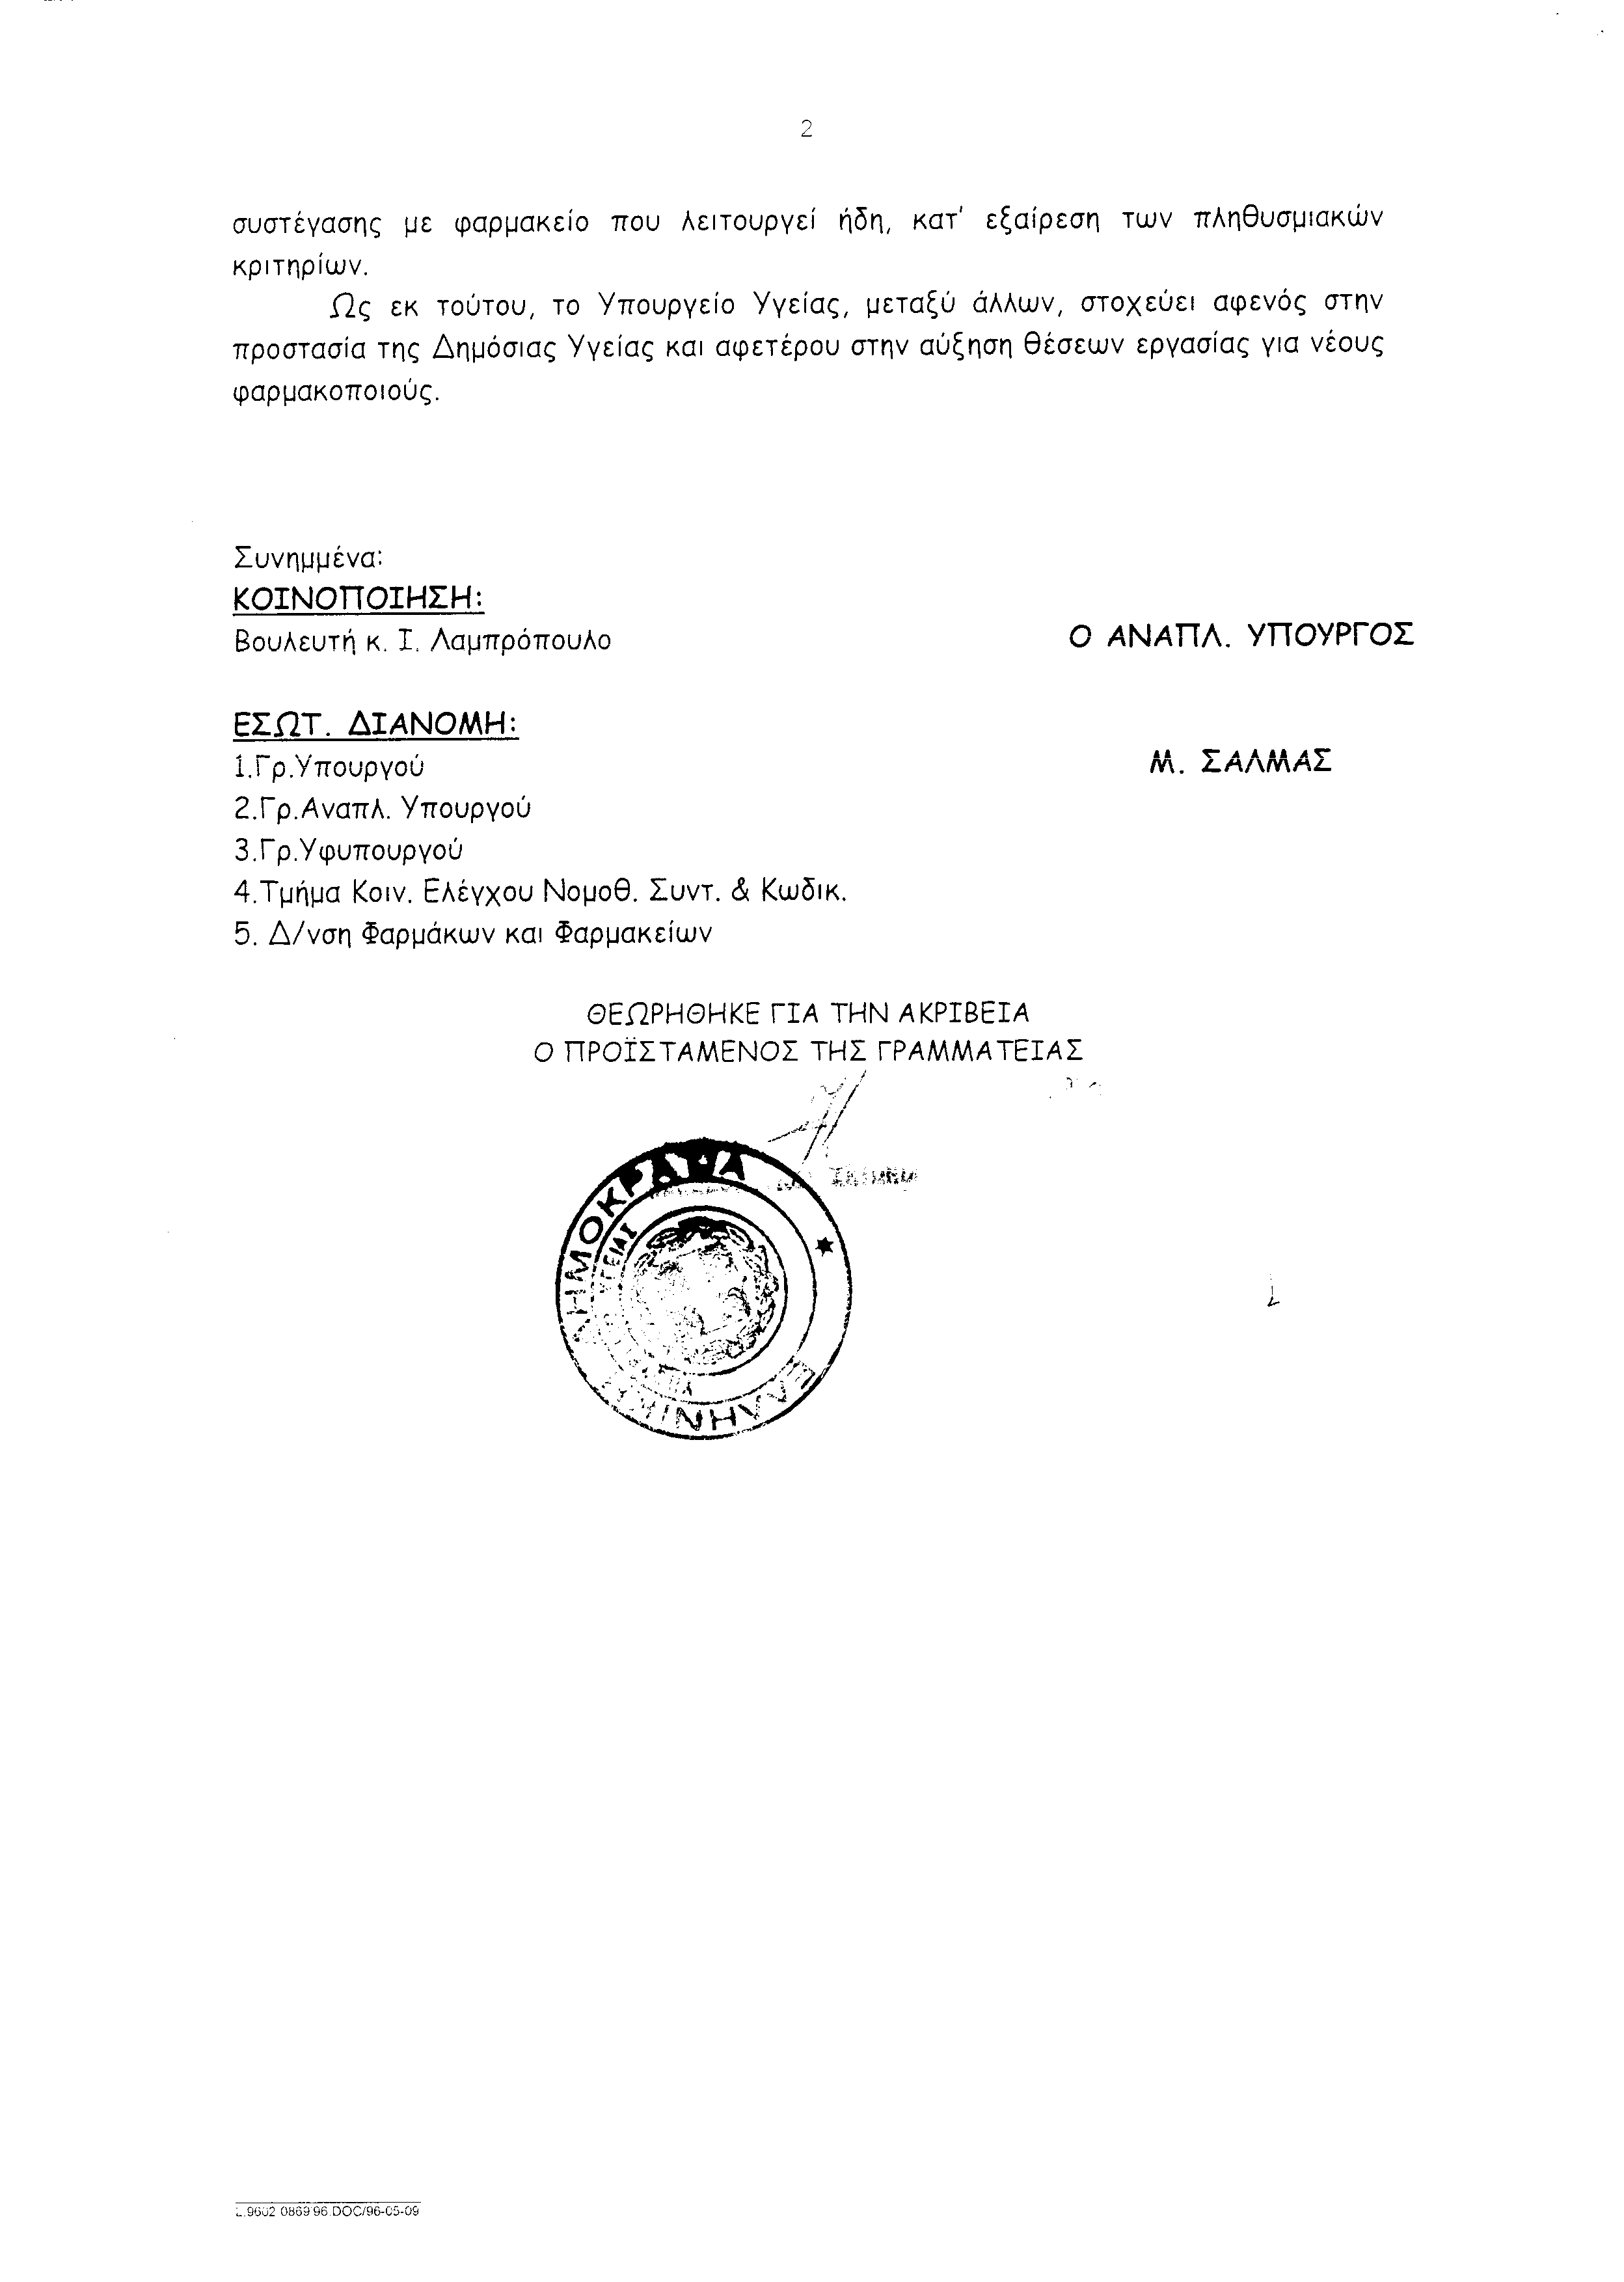 2
συστέγασης με φαρμακείο που λειτουργεί ήδη, κατ' εξαίρεση των πληθυσμιακών
κριτηρίων.
Ως εκ τούτου, το Υπουργείο Υγείας, μεταξύ άλλων, στοχεύει αφενός στην
προστασία της Δημόσιας Υγείας και αφετέρου στην αύξηση θέσεων εργασίας για νέους
φαρμακοποιούς.
Συνημμένα:
ΚΟΙΝΟΠΟΙΗΣΗ:
Βουλευτή κ. Ι. Λαμπρόπουλο
Ο ΑΝΑΠΛ. ΥΠΟΥΡΓΟΣ
ΕΣΩΤ. ΔΙΑΝΟΜΗ:
1.Γρ.Υπουργού
Μ. ΣΑΛΜΑΣ
2.Γρ.Αναπλ. Υπουργού
3.Γρ.Υφυπουργού
4.Τμήμα Κοιν. Ελέγχου Νομοθ. Συντ. & Κωδικ.
5. Δ/νση Φαρμάκων και Φαρμακείων
ΘΕΩΡΗΘΗΚΕ ΓΙΑ ΤΗΝ ΑΚΡΙΒΕΙΑ
Ο ΠΡΟΪΣΤΑΜΕΝΟΣ ΤΗΣ ΓΡΑΜΜΑΤΕΙΑΣ
ΕΛΛΗΝΙΚΗ ΔΗΜΟΚΡΑΤΙΑ